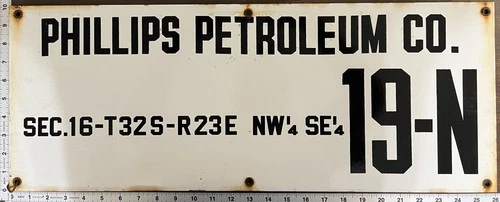 PHILLIPS PETROLEUM CO.
SEC.16-T32S-R23E NW¼ SE¼ 19-N